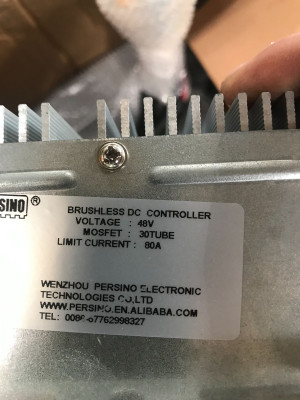 SINO
BRUSHLESS DC CONTROLLER
VOLTAGE : 48V
MOSFET : 30TUBE
LIMIT CURRENT : 80A
WENZHOU PERSINO ELECTRONIC
TECHNOLOGIES CO,LTD
WWW.PERSINO.EN.ALIBABA.COM
TEL: 0086-57762998327